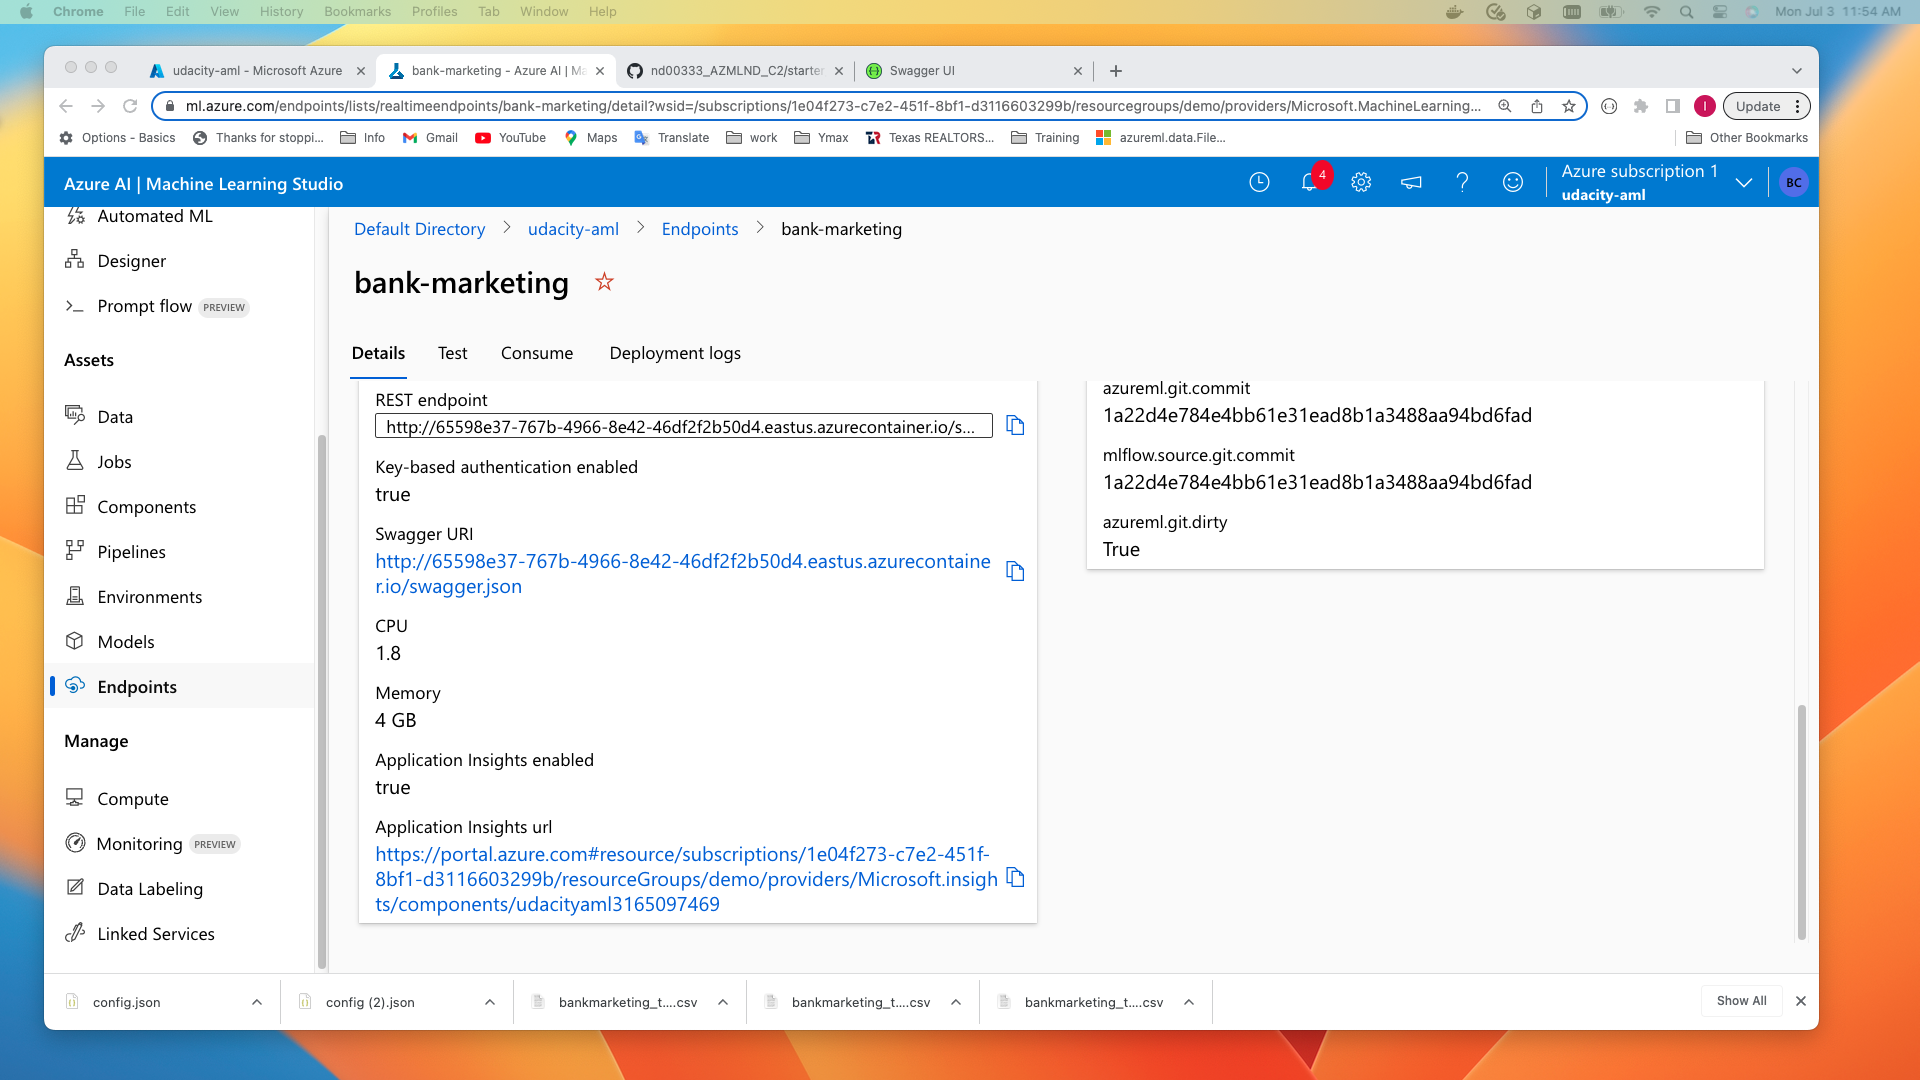 Chrome File Edit View History Bookmarks Profiles Tab Window Help Mon Jul 3 11:54 AM
udacity-aml - Microsoft Azure
bank-marketing - Azure AI | Ma
nd00333_AZMLND_C2/starter
Swagger UI
ml.azure.com/endpoints/lists/realtimeendpoints/bank-marketing/detail?wsid=/subscriptions/1e04f273-c7e2-451f-8bf1-d3116603299b/resourcegroups/demo/providers/Microsoft.MachineLearning...
I
Update
Options - Basics
Thanks for stoppi...
Info
Gmail
YouTube
Maps
Translate
work
Ymax
Texas REALTORS...
Training
azureml.data.File...
Other Bookmarks
Azure AI | Machine Learning Studio
4
Azure subscription 1
udacity-aml
BC
Automated ML
Designer
Prompt flow PREVIEW
Assets
Data
Jobs
Components
Pipelines
Environments
Models
Endpoints
Manage
Compute
Monitoring PREVIEW
Data Labeling
Linked Services
Default Directory > udacity-aml > Endpoints > bank-marketing
bank-marketing
Details
Test
Consume
Deployment logs
REST endpoint
http://65598e37-767b-4966-8e42-46df2f2b50d4.eastus.azurecontainer.io/s...
Key-based authentication enabled
true
Swagger URI
http://65598e37-767b-4966-8e42-46df2f2b50d4.eastus.azurecontaine
r.io/swagger.json
CPU
1.8
Memory
4 GB
Application Insights enabled
true
Application Insights url
https://portal.azure.com#resource/subscriptions/1e04f273-c7e2-451f-
8bf1-d3116603299b/resourceGroups/demo/providers/Microsoft.insigh
ts/components/udacityaml3165097469
azureml.git.commit
1a22d4e784e4bb61e31ead8b1a3488aa94bd6fad
mlflow.source.git.commit
1a22d4e784e4bb61e31ead8b1a3488aa94bd6fad
azureml.git.dirty
True
config.json
config (2).json
bankmarketing_t....csv
bankmarketing_t....csv
bankmarketing_t....csv
Show All